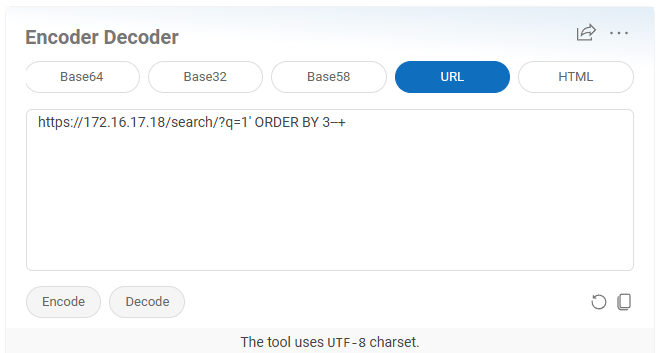 Encoder Decoder
Base64 Base32 Base58 URL HTML
https://172.16.17.18/search/?q=1' ORDER BY 3--+
Encode Decode
The tool uses UTF-8 charset.